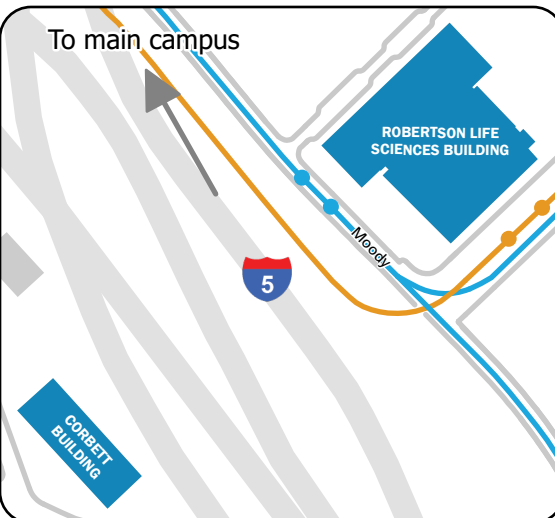 To main campus
ROBERTSON LIFE
SCIENCES BUILDING
Moody
5
CORBETT
BUILDING